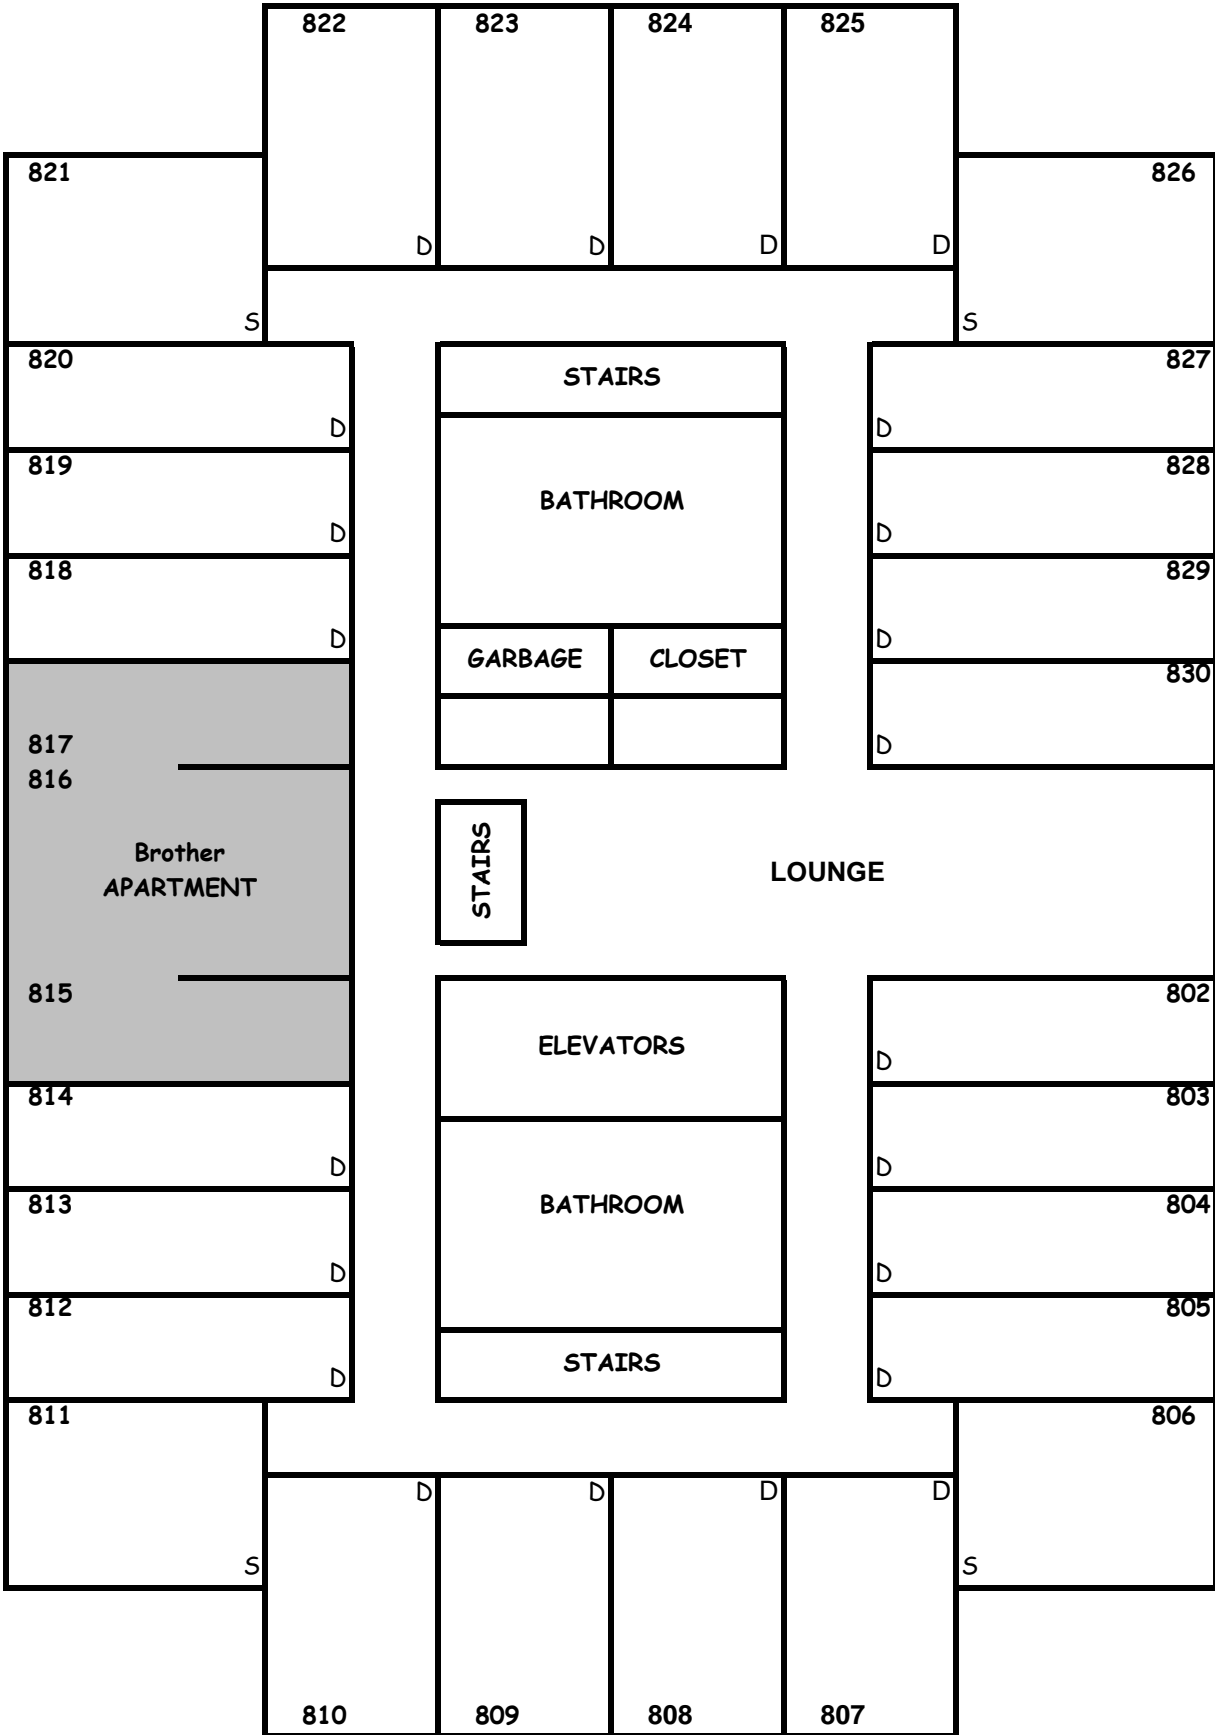 822 823 824 825
821 826
D D D D
S S
820 STAIRS 827
D D
819 828
BATHROOM
D D
818 829
D GARBAGE CLOSET D
830
817 D
816
STAIRS
Brother LOUNGE
APARTMENT
815 802
ELEVATORS
D
814 803
D D
813 BATHROOM 804
D D
812 805
STAIRS
D D
811 806
D D D D
S S
810 809 808 807